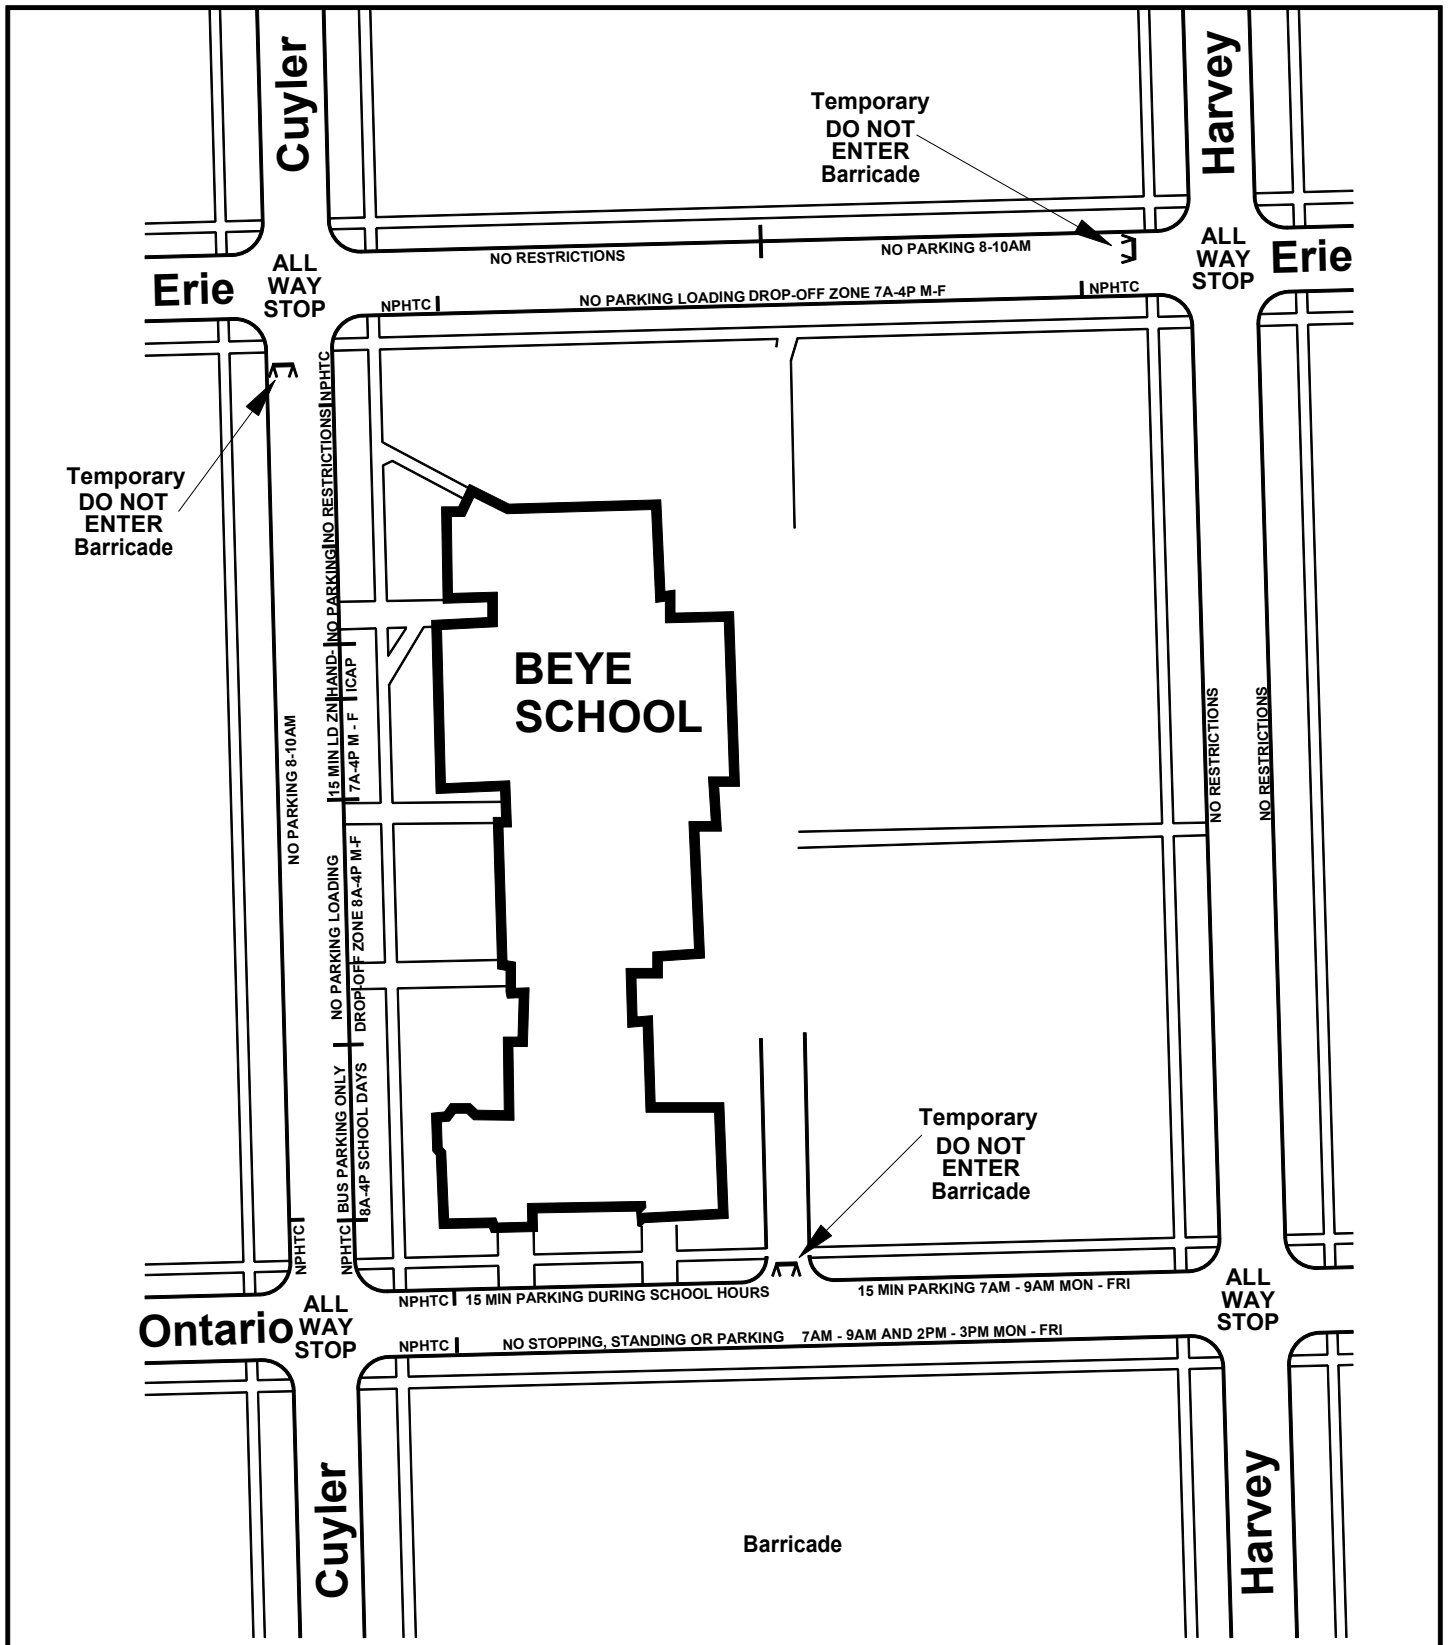 Cuyler
Harvey
Temporary
DO NOT
ENTER
Barricade
NO RESTRICTIONS
NO PARKING 8-10AM
ALL
WAY
STOP
Erie
ALL
WAY
STOP
Erie
NPHTC
NO PARKING LOADING DROP-OFF ZONE 7A-4P M-F
NPHTC
NPHTC
NO RESTRICTIONS
NO PARKING
HAND-
ICAP
15 MIN LD ZN
7A-4P M - F
Temporary
DO NOT
ENTER
Barricade
BEYE
SCHOOL
NO PARKING 8-10AM
NO RESTRICTIONS
NO RESTRICTIONS
NO PARKING LOADING
DROP-OFF ZONE 8A-4P M-F
BUS PARKING ONLY
8A-4P SCHOOL DAYS
NPHTC
NPHTC
Temporary
DO NOT
ENTER
Barricade
NPHTC
15 MIN PARKING DURING SCHOOL HOURS
15 MIN PARKING 7AM - 9AM MON - FRI
Ontario
ALL
WAY
STOP
ALL
WAY
STOP
NPHTC
NO STOPPING, STANDING OR PARKING 7AM - 9AM AND 2PM - 3PM MON - FRI
Cuyler
Barricade
Harvey